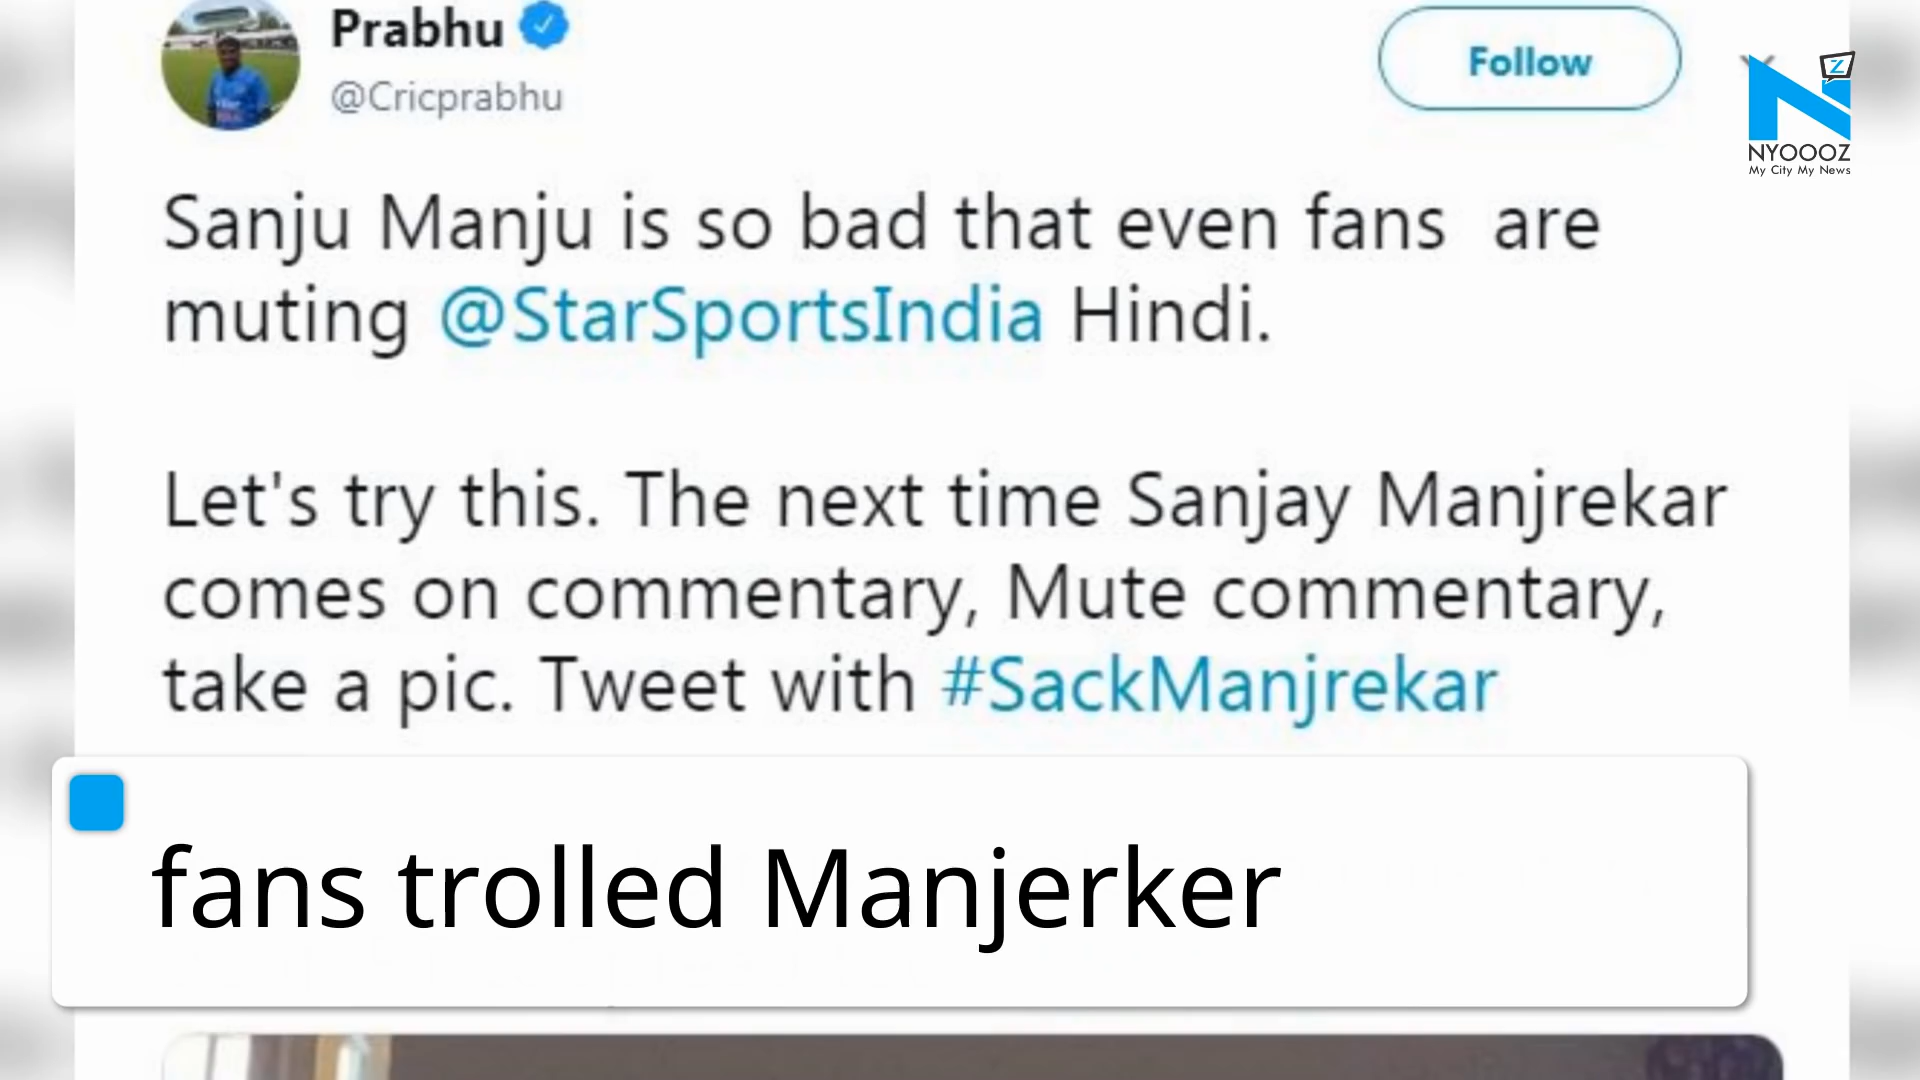 Prabhu
@Cricprabhu
Follow
Z
NYOOOZ
My City My News
Sanju Manju is so bad that even fans are
muting @StarSportsIndia Hindi.
Let's try this. The next time Sanjay Manjrekar
comes on commentary, Mute commentary,
take a pic. Tweet with #SackManjrekar
fans trolled Manjerker